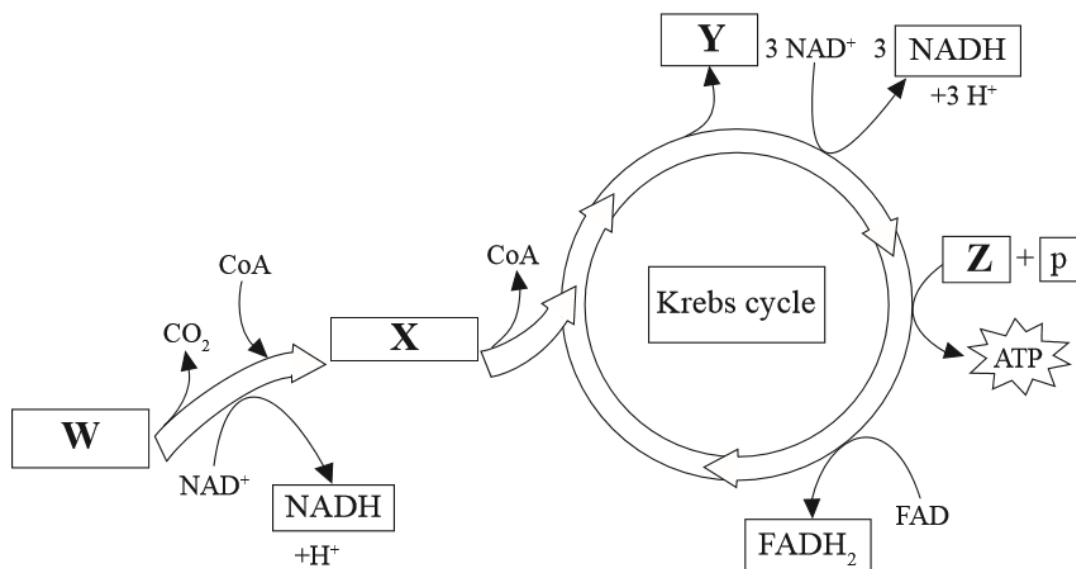 Y
3 NAD⁺
3 NADH
+3 H⁺
CoA
Z + p
CoA
Krebs cycle
CO₂
X
ATP
W
NAD⁺
NADH
+H⁺
FAD
FADH₂